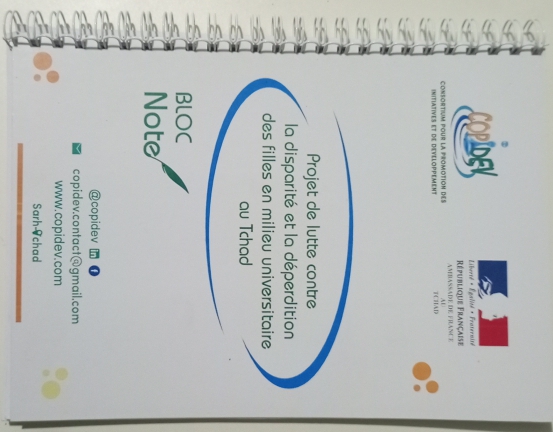 COPIDEV
CONSORTIUM POUR LA PROMOTION DES
INITIATIVES ET DE DEVELOPPEMENT
Liberté • Égalité • Fraternité
RÉPUBLIQUE FRANÇAISE
AMBASSADE DE FRANCE
AU
TCHAD
Projet de lutte contre
la disparité et la déperdition
des filles en milieu universitaire
au Tchad
BLOC
Note
@copidev
copidev.contact@gmail.com
www.copidev.com
Sarh-Tchad